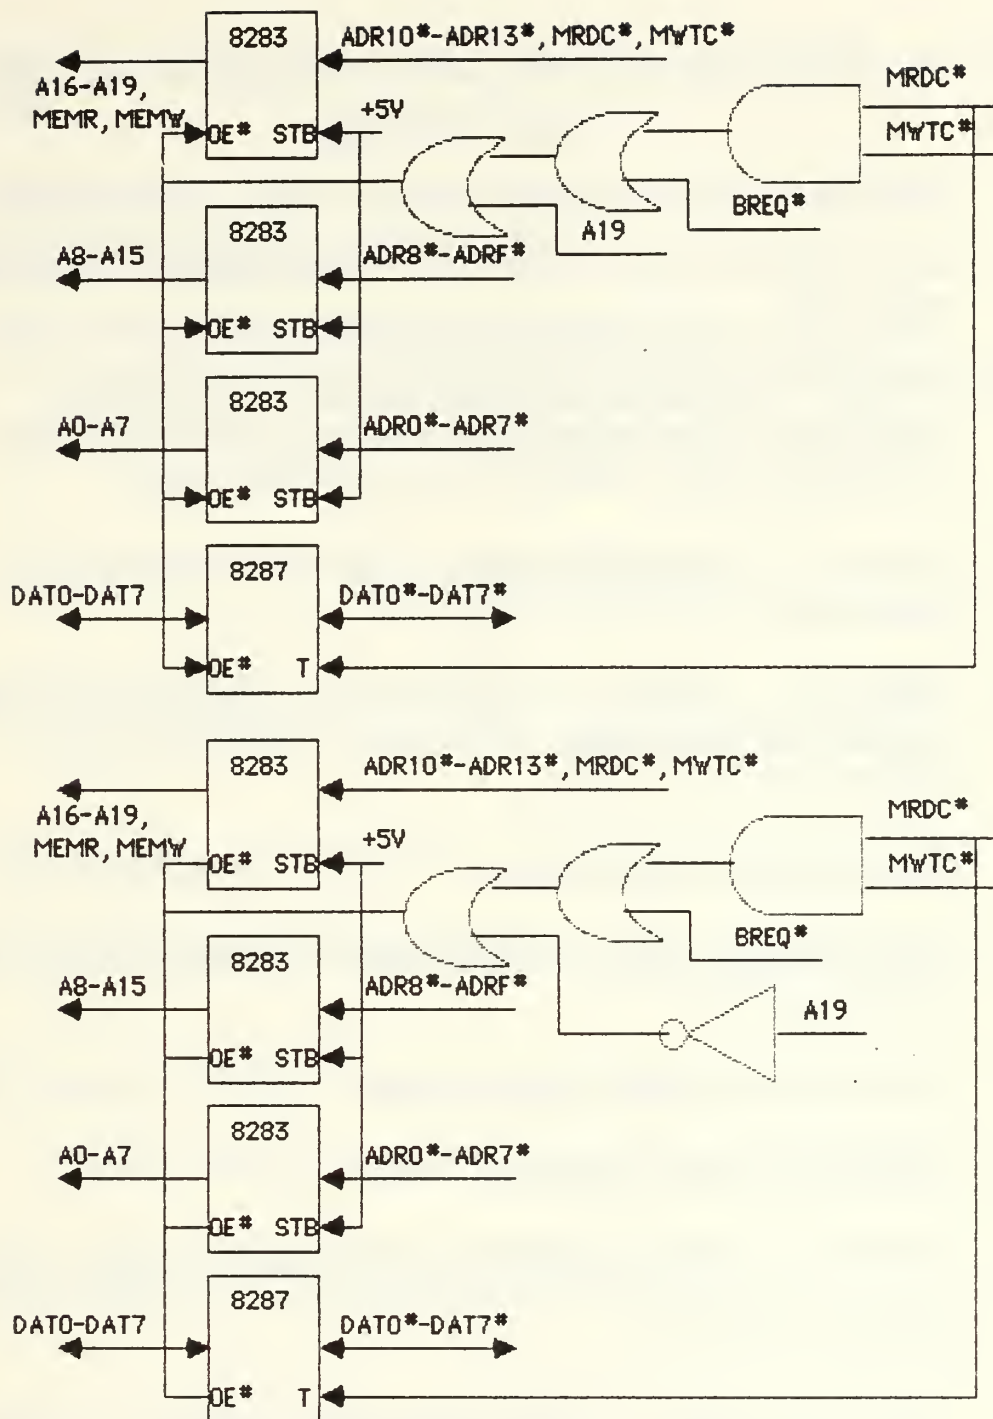 8283
ADR10*-ADR13*, MRDC*, MWTC*
A16-A19,
MEMR, MEMW
+5V
OE* STB
MRDC*
MWTC*
BREQ*
A19
8283
A8-A15
ADR8*-ADRF*
OE* STB
8283
A0-A7
ADR0*-ADR7*
OE* STB
8287
DAT0-DAT7
DAT0*-DAT7*
OE* T
8283
ADR10*-ADR13*, MRDC*, MWTC*
A16-A19,
MEMR, MEMW
+5V
OE* STB
MRDC*
MWTC*
BREQ*
8283
A8-A15
ADR8*-ADRF*
A19
OE* STB
8283
A0-A7
ADR0*-ADR7*
OE* STB
8287
DAT0-DAT7
DAT0*-DAT7*
OE* T